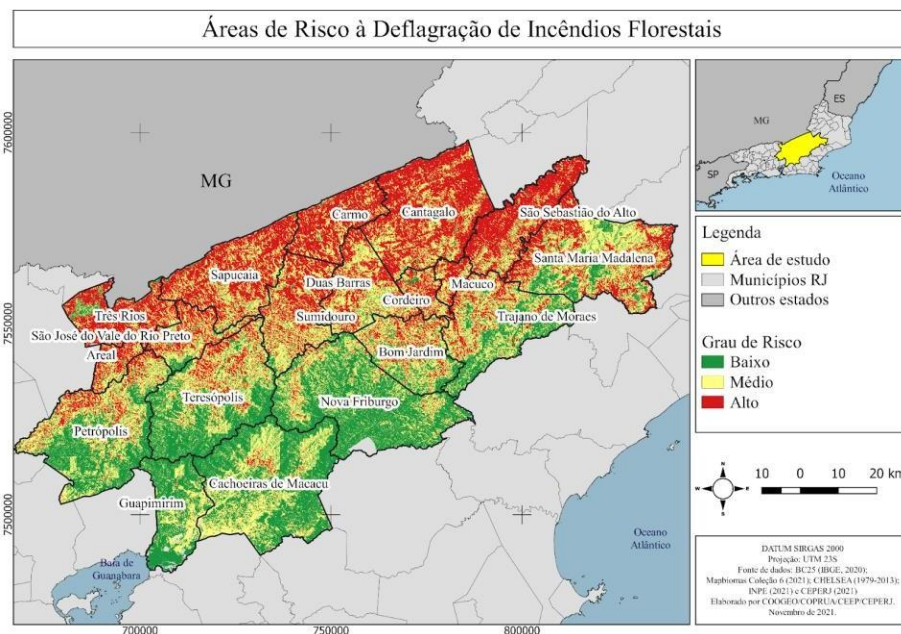 Áreas de Risco à Deflagração de Incêndios Florestais
7600000
7550000
7500000
700000
750000
800000
MG
Carmo
Cantagalo
São Sebastião do Alto
Sapucaia
Santa Maria Madalena
Duas Barras
Macuco
Cordeiro
Três Rios
Sumidouro
Trajano de Moraes
São José do Vale do Rio Preto
Areal
Bom Jardim
Teresópolis
Nova Friburgo
Petrópolis
Cachoeiras de Macacu
Guapimirim
Baía de
Guanabara
Oceano
Atlântico
ES
MG
SP
Oceano
Atlântico
Legenda
Área de estudo
Municípios RJ
Outros estados
Grau de Risco
Baixo
Médio
Alto
N
W E
S
10 0 10 20 km
DATUM SIRGAS 2000
Projeção: UTM 23S
Fonte de dados: BC25 (IBGE, 2020);
Mapbiomas Coleção 6 (2021); CHELSEA (1979-2013);
INPE (2021) e CEPERJ (2021)
Elaborado por COOGEO/COPRUA/CEEP/CEPERJ.
Novembro de 2021.